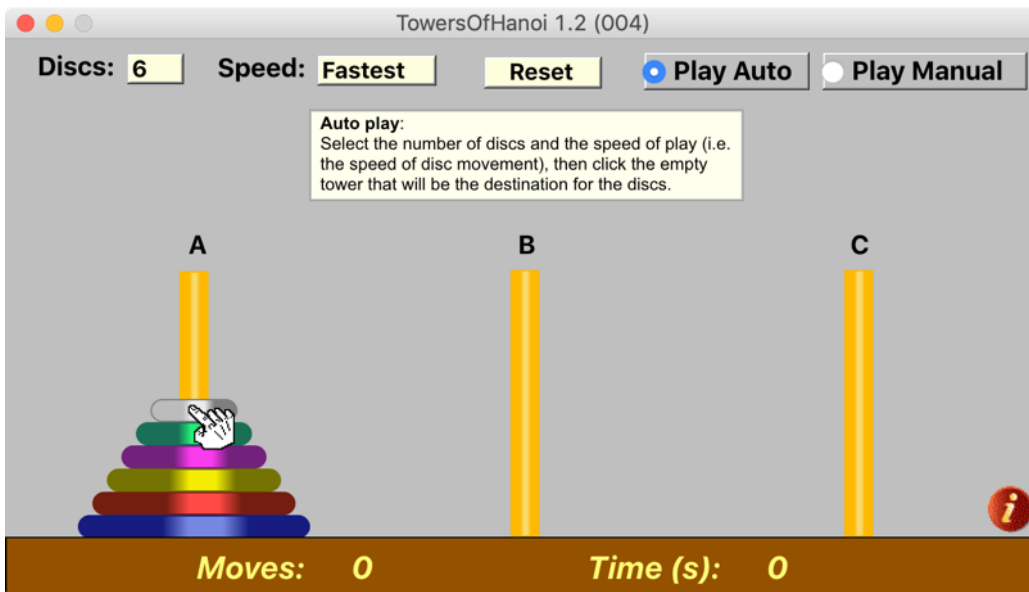 TowersOfHanoi 1.2 (004)
Discs: 6 Speed: Fastest Reset Play Auto Play Manual
Auto play:
Select the number of discs and the speed of play (i.e.
the speed of disc movement), then click the empty
tower that will be the destination for the discs.
A B C
i
Moves: 0 Time (s): 0